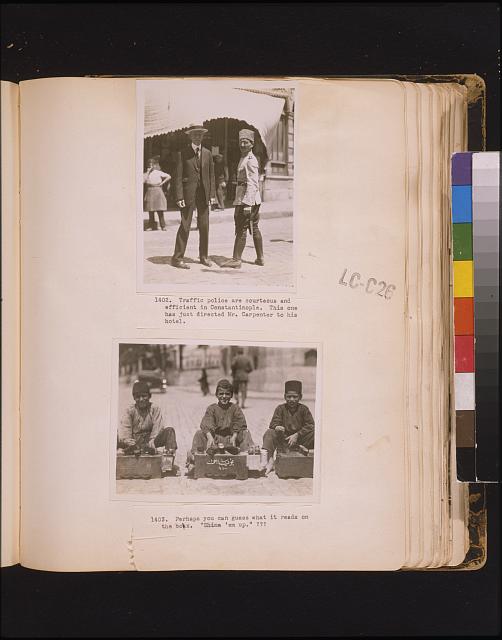 1402. Traffic police are courteous and
efficient in Constantinople. This one
has just directed Mr. Carpenter to his
hotel.
LC-C26
1403. Perhaps you can guess what it reads on
the boxs. "Shine 'em up." ???